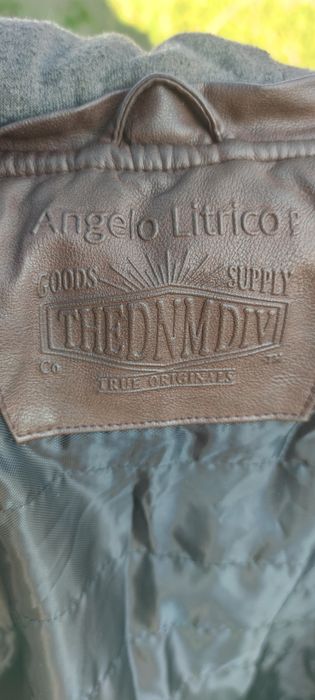 Angelo Litrico
GOODS SUPPLY
THEDNMDIV
Co TM
TRUE ORIGINALS